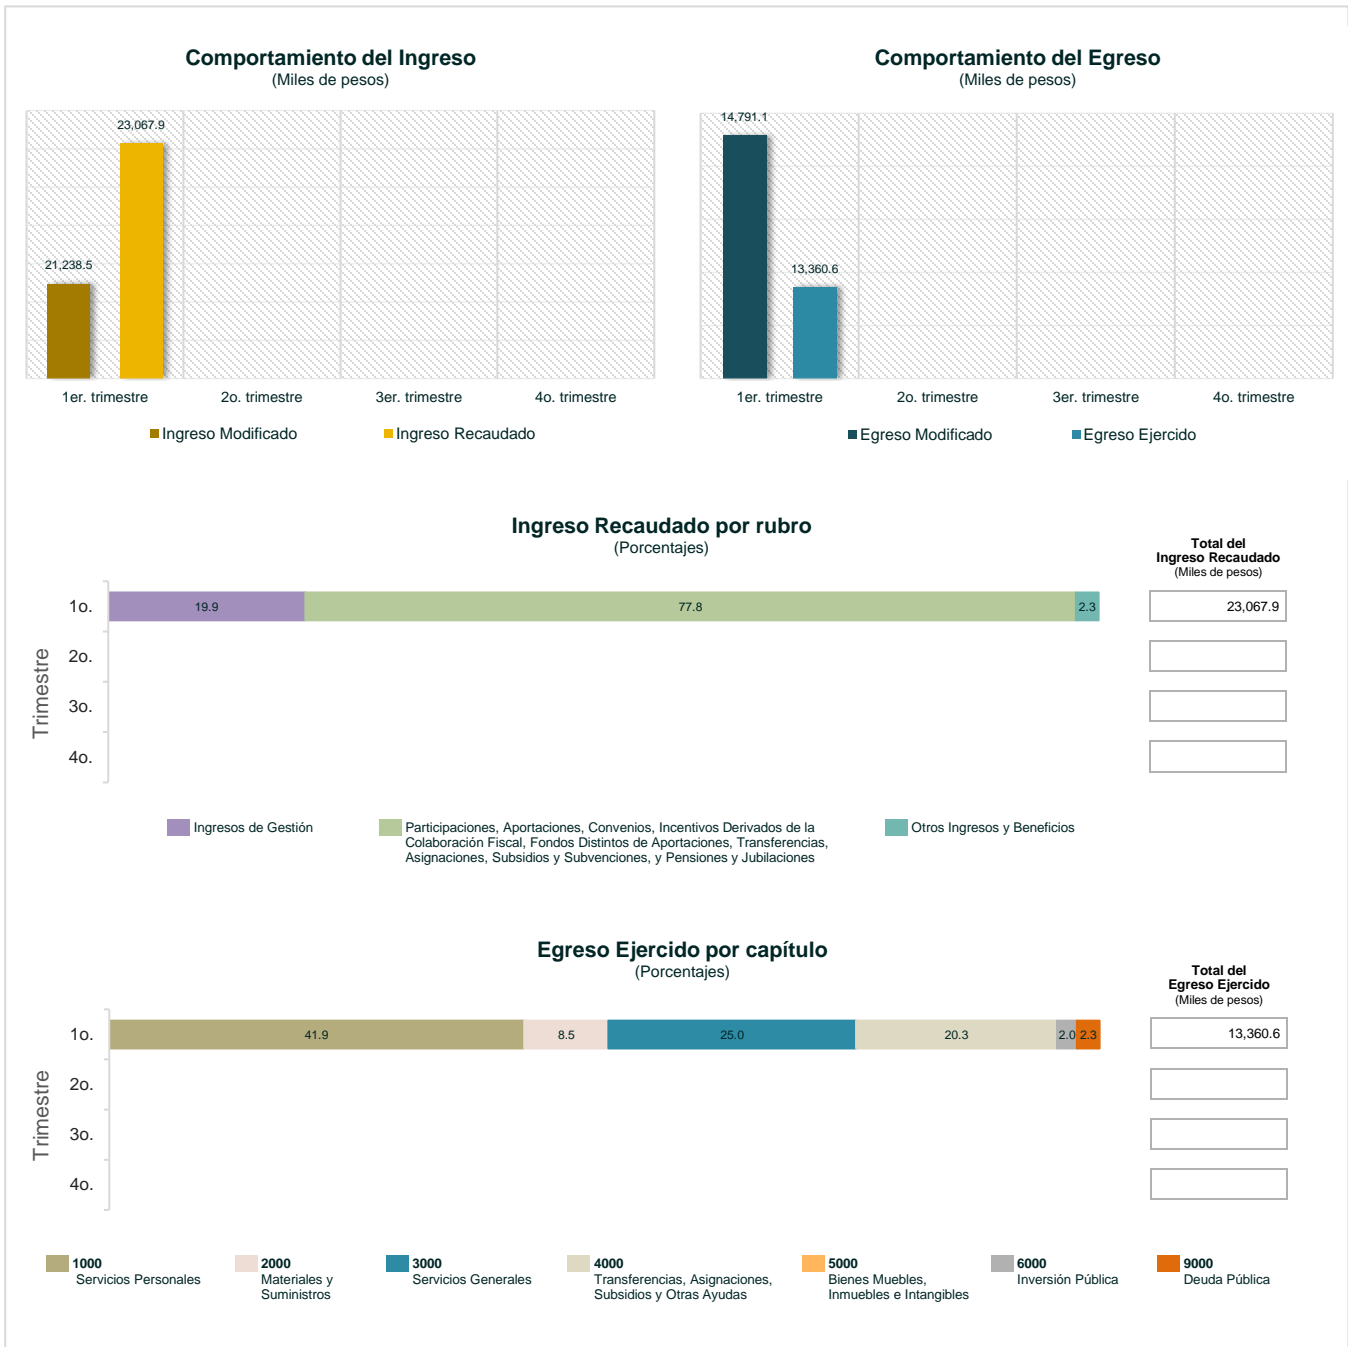 Comportamiento del Ingreso
(Miles de pesos)
23,067.9
21,238.5
1er. trimestre
2o. trimestre
3er. trimestre
4o. trimestre
Ingreso Modificado
Ingreso Recaudado
Comportamiento del Egreso
(Miles de pesos)
14,791.1
13,360.6
1er. trimestre
2o. trimestre
3er. trimestre
4o. trimestre
Egreso Modificado
Egreso Ejercido
Ingreso Recaudado por rubro
(Porcentajes)
Total del
Ingreso Recaudado
(Miles de pesos)
Trimestre
1o.
19.9
77.8
2.3
23,067.9
2o.
3o.
4o.
Ingresos de Gestión
Participaciones, Aportaciones, Convenios, Incentivos Derivados de la
Colaboración Fiscal, Fondos Distintos de Aportaciones, Transferencias,
Asignaciones, Subsidios y Subvenciones, y Pensiones y Jubilaciones
Otros Ingresos y Beneficios
Egreso Ejercido por capítulo
(Porcentajes)
Total del
Egreso Ejercido
(Miles de pesos)
Trimestre
1o.
41.9
8.5
25.0
20.3
2.0
2.3
13,360.6
2o.
3o.
4o.
1000
Servicios Personales
2000
Materiales y
Suministros
3000
Servicios Generales
4000
Transferencias, Asignaciones,
Subsidios y Otras Ayudas
5000
Bienes Muebles,
Inmuebles e Intangibles
6000
Inversión Pública
9000
Deuda Pública